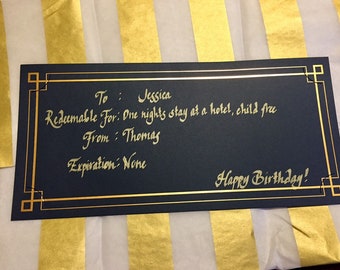 To : Jessica
Redeemable For: One nights stay at a hotel, child free
From : Thomas
Expiration: None
Happy Birthday!